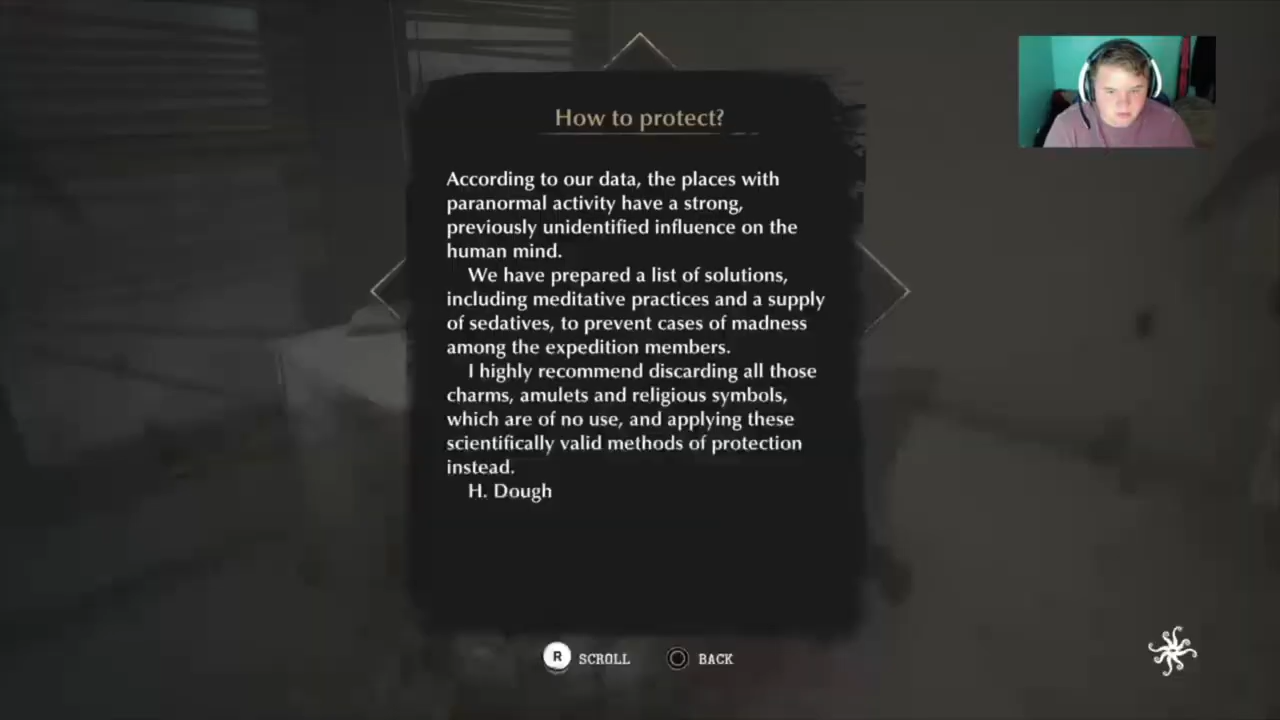 How to protect?
According to our data, the places with
paranormal activity have a strong,
previously unidentified influence on the
human mind.
We have prepared a list of solutions,
including meditative practices and a supply
of sedatives, to prevent cases of madness
among the expedition members.
I highly recommend discarding all those
charms, amulets and religious symbols,
which are of no use, and applying these
scientifically valid methods of protection
instead.
H. Dough
R SCROLL BACK